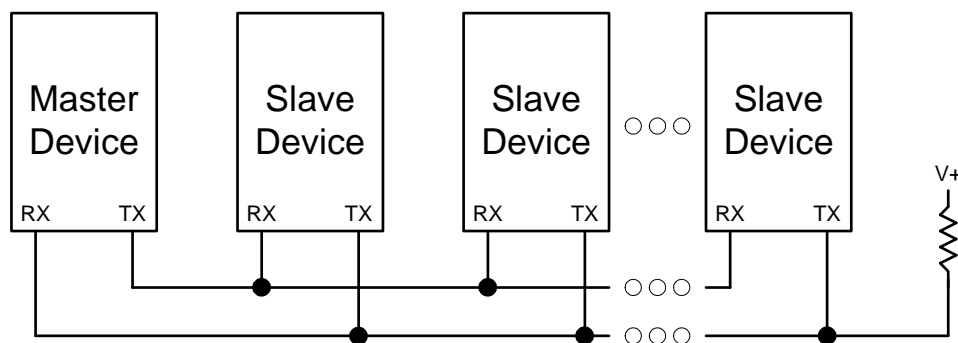 Master
Device
Slave
Device
Slave
Device
Slave
Device
RX TX
RX TX
RX TX
RX TX
V+